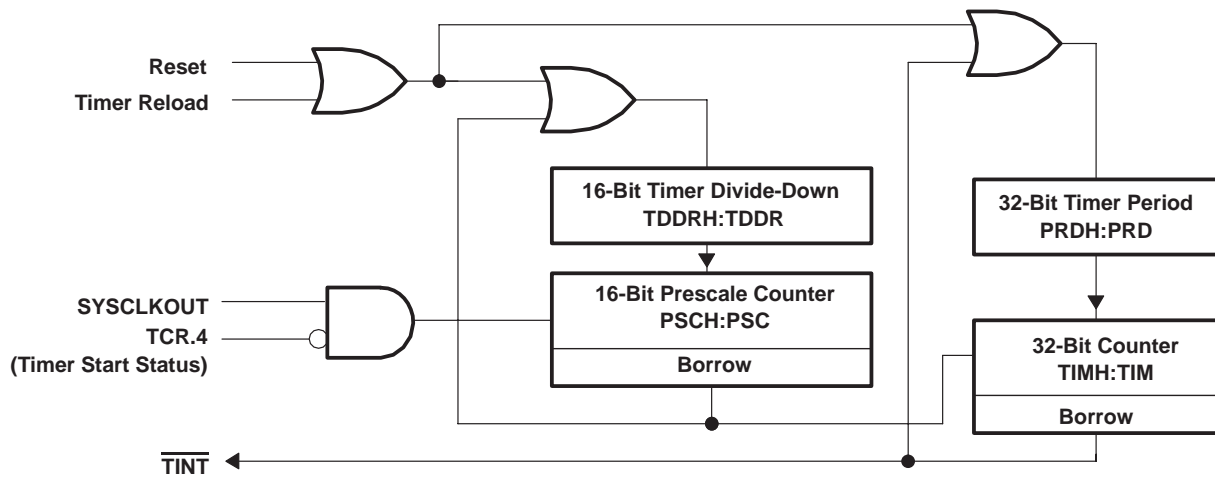 Reset
Timer Reload
16-Bit Timer Divide-Down
TDDRH:TDDR
32-Bit Timer Period
PRDH:PRD
SYSCLKOUT
TCR.4
(Timer Start Status)
16-Bit Prescale Counter
PSCH:PSC
Borrow
32-Bit Counter
TIMH:TIM
Borrow
TINT